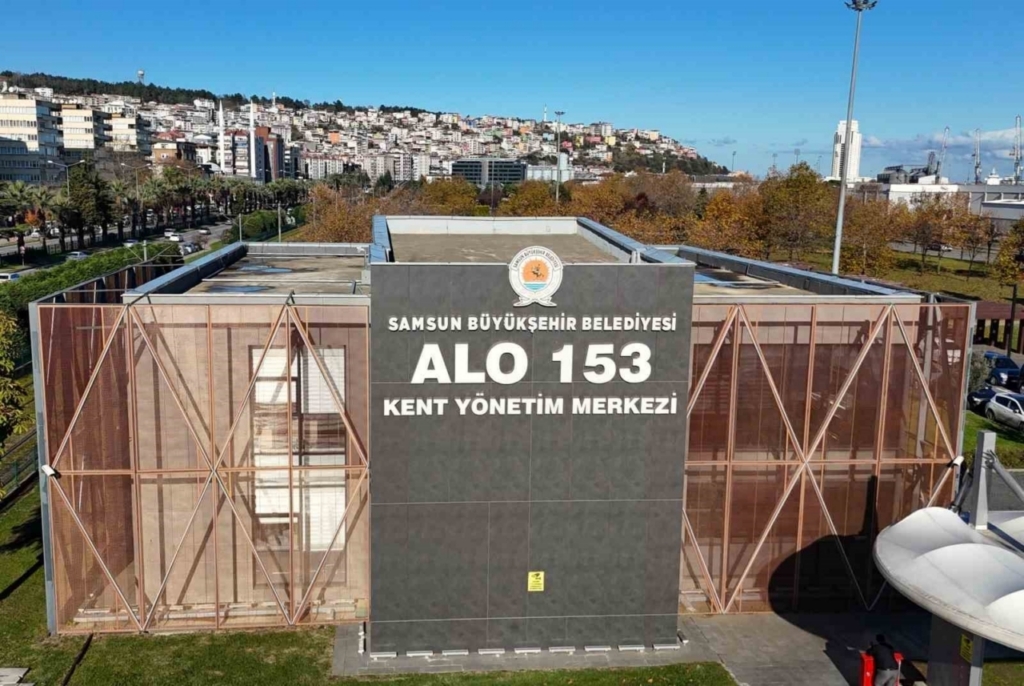 SAMSUN BÜYÜKŞEHİR BELEDİYESİ
ALO 153
KENT YÖNETİM MERKEZİ